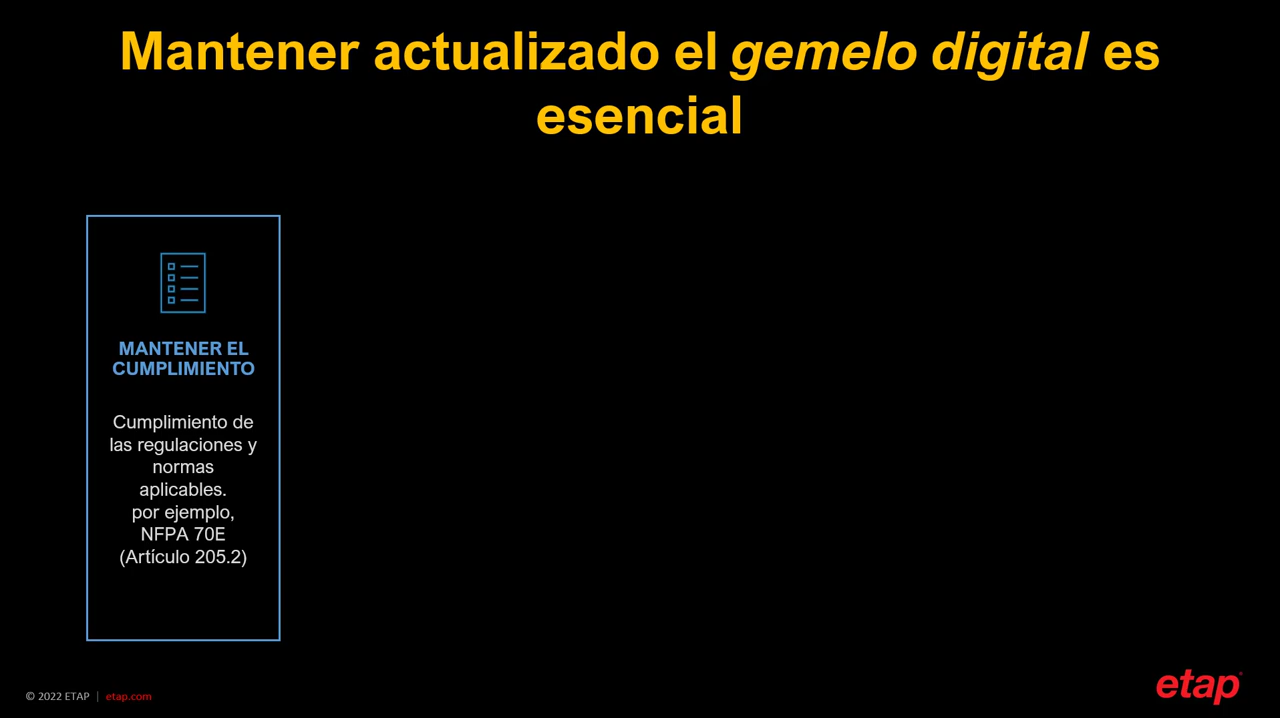 Mantener actualizado el gemelo digital es
esencial
MANTENER EL
CUMPLIMIENTO
Cumplimiento de
las regulaciones y
normas
aplicables.
por ejemplo,
NFPA 70E
(Artículo 205.2)
© 2022 ETAP | etap.com
etap